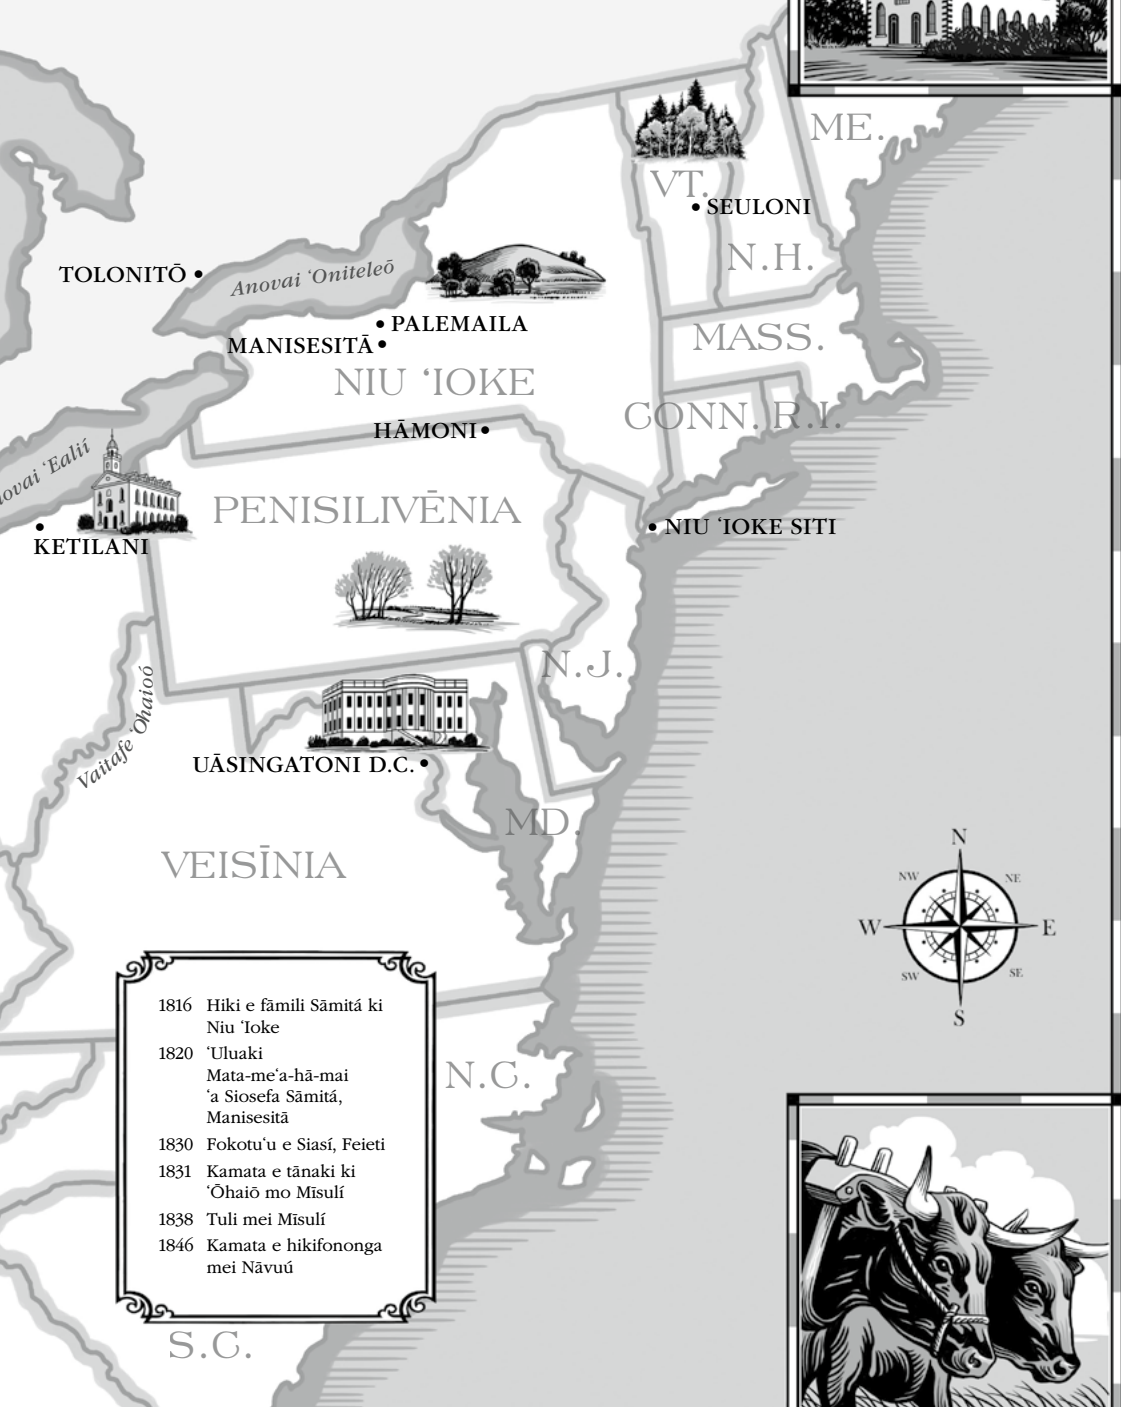 ME.
VT.
SEULONI
N.H.
TOLONITŌ
Anovai ʻOniteleō
PALEMAILA
MANISESITĀ
MASS.
NIU ʻIOKE
CONN. R.I.
HĀMONI
ovai ʻEalií
PENISILIVĒNIA
NIU ʻIOKE SITI
KETILANI
N.J.
Vaitafe ʻOhaioó
UĀSINGATONI D.C.
MD.
VEISĪNIA
N
NW NE
W E
SW SE
S
1816 Hiki e fāmili Sāmitá ki
Niu ʻIoke
1820 ʻUluaki
Mata-meʻa-hā-mai
ʻa Siosefa Sāmitá,
Manisesitā
1830 Fokotuʻu e Siasí, Feieti
1831 Kamata e tānaki ki
ʻŌhaiō mo Mīsulí
1838 Tuli mei Mīsulí
1846 Kamata e hikifononga
mei Nāvuú
N.C.
S.C.